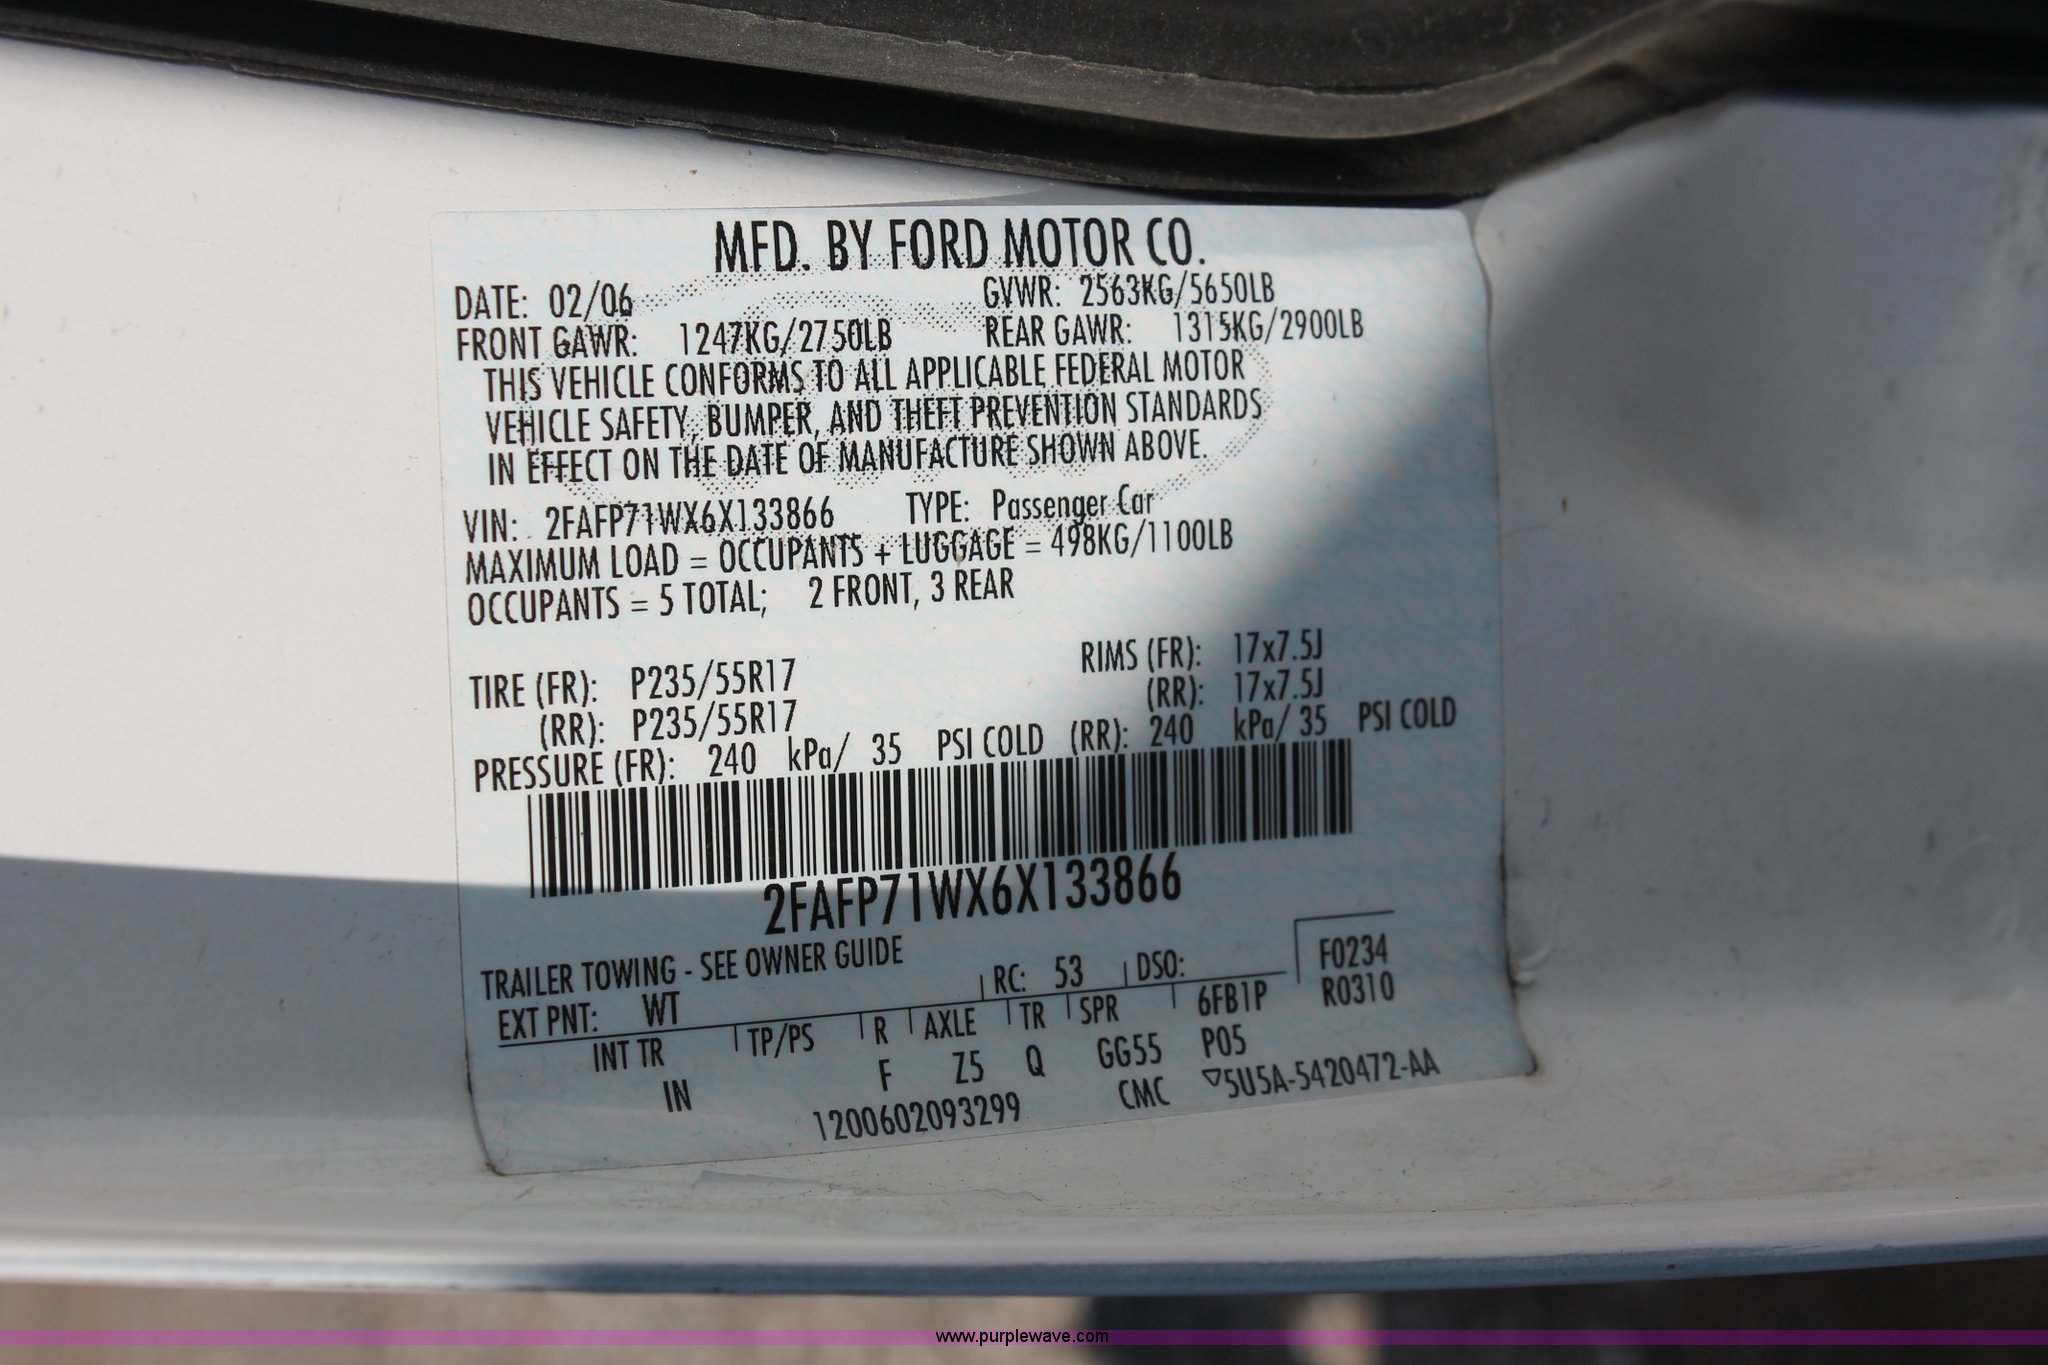 MFD. BY FORD MOTOR CO.
DATE: 02/06 GVWR: 2563KG/5650LB
FRONT GAWR: 1247KG/2750LB REAR GAWR: 1315KG/2900LB
THIS VEHICLE CONFORMS TO ALL APPLICABLE FEDERAL MOTOR
VEHICLE SAFETY, BUMPER, AND THEFT PREVENTION STANDARDS
IN EFFECT ON THE DATE OF MANUFACTURE SHOWN ABOVE.
VIN: 2FAFP71WX6X133866 TYPE: Passenger Car
MAXIMUM LOAD = OCCUPANTS + LUGGAGE = 498KG/1100LB
OCCUPANTS = 5 TOTAL; 2 FRONT, 3 REAR
TIRE (FR): P235/55R17 RIMS (FR): 17x7.5J
(RR): P235/55R17 (RR): 17x7.5J
PRESSURE (FR): 240 kPa/ 35 PSI COLD (RR): 240 kPa/ 35 PSI COLD
2FAFP71WX6X133866
TRAILER TOWING - SEE OWNER GUIDE
EXT PNT: WT RC: 53 DSO: F0234
INT TR TP/PS R AXLE TR SPR 6FB1P R0310
IN F Z5 Q GG55 P05
1200602093299 CMC ▽5U5A-5420472-AA
www.purplewave.com